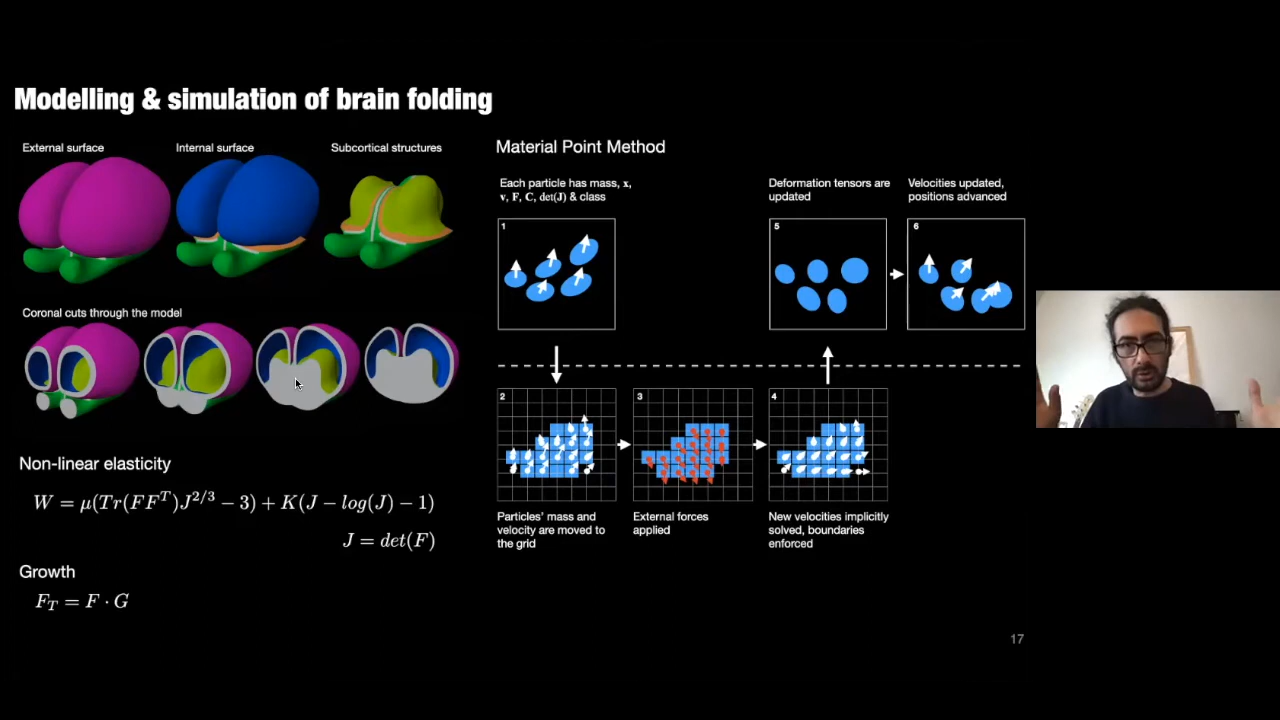 Modelling & simulation of brain folding
External surface
Internal surface
Subcortical structures
Coronal cuts through the model
Non-linear elasticity
W = μ(Tr(FF^T)J^{2/3} − 3) + K(J − log(J) − 1)
J = det(F)
Growth
F_T = F · G
Material Point Method
Each particle has mass, x,
v, F, C, det(J) & class
1
Deformation tensors are
updated
5
Velocities updated,
positions advanced
6
2
Particles' mass and
velocity are moved to
the grid
3
External forces
applied
4
New velocities implicitly
solved, boundaries
enforced
17